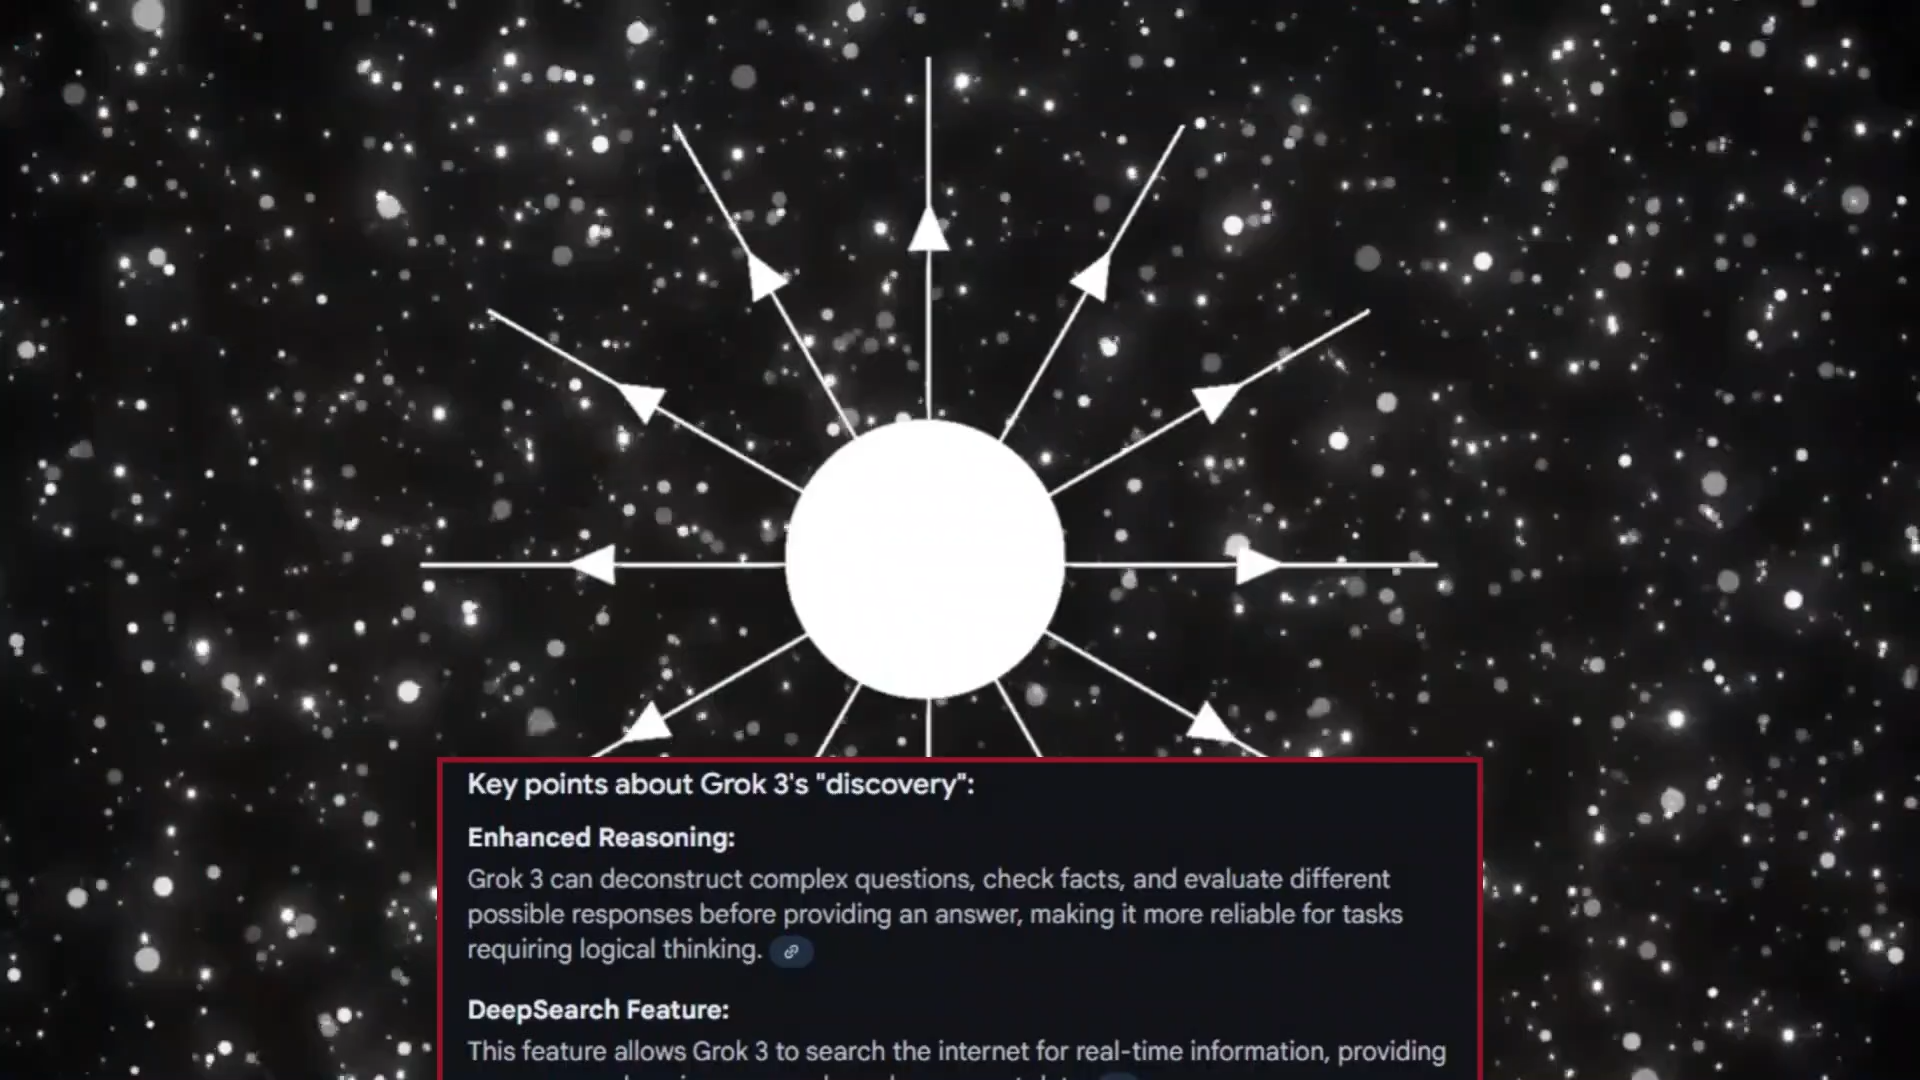 Key points about Grok 3's "discovery":
Enhanced Reasoning:
Grok 3 can deconstruct complex questions, check facts, and evaluate different
possible responses before providing an answer, making it more reliable for tasks
requiring logical thinking.
DeepSearch Feature:
This feature allows Grok 3 to search the internet for real-time information, providing